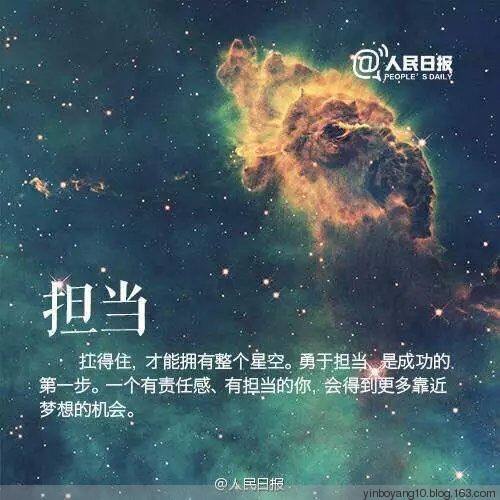 @人民日报
PEOPLE'S DAILY
担当
扛得住，才能拥有整个星空。勇于担当，是成功的
第一步。一个有责任感、有担当的你，会得到更多靠近
梦想的机会。
@人民日报
yinboyang10.blog.163.com